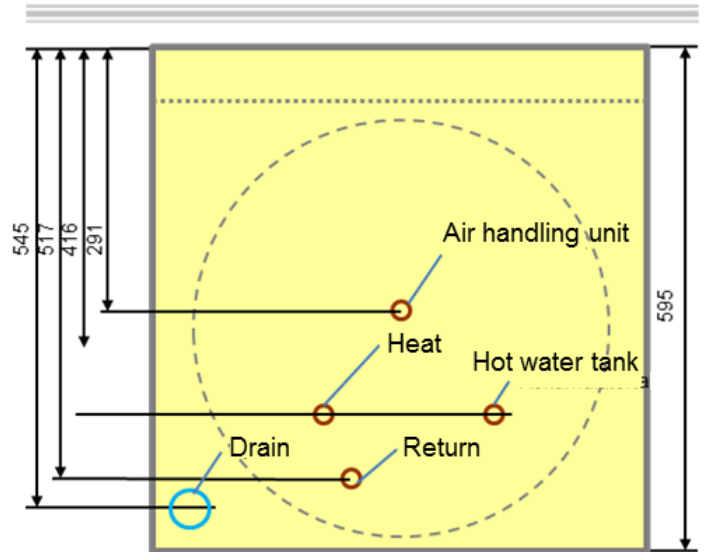 Air handling unit
545
517
416
291
595
Heat
Hot water tank
Drain
Return